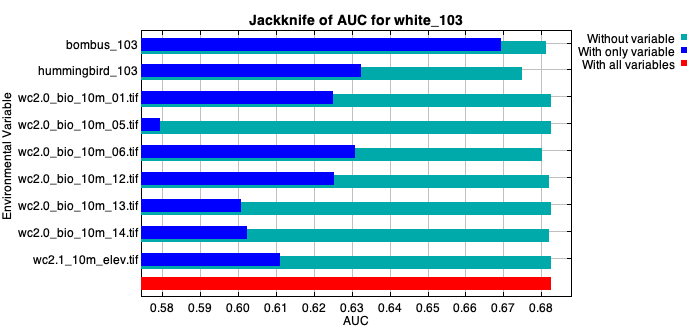 Jackknife of AUC for white_103
Without variable
With only variable
With all variables
Environmental Variable
bombus_103
hummingbird_103
wc2.0_bio_10m_01.tif
wc2.0_bio_10m_05.tif
wc2.0_bio_10m_06.tif
wc2.0_bio_10m_12.tif
wc2.0_bio_10m_13.tif
wc2.0_bio_10m_14.tif
wc2.1_10m_elev.tif
0.58 0.59 0.60 0.61 0.62 0.63 0.64 0.65 0.66 0.67 0.68
AUC